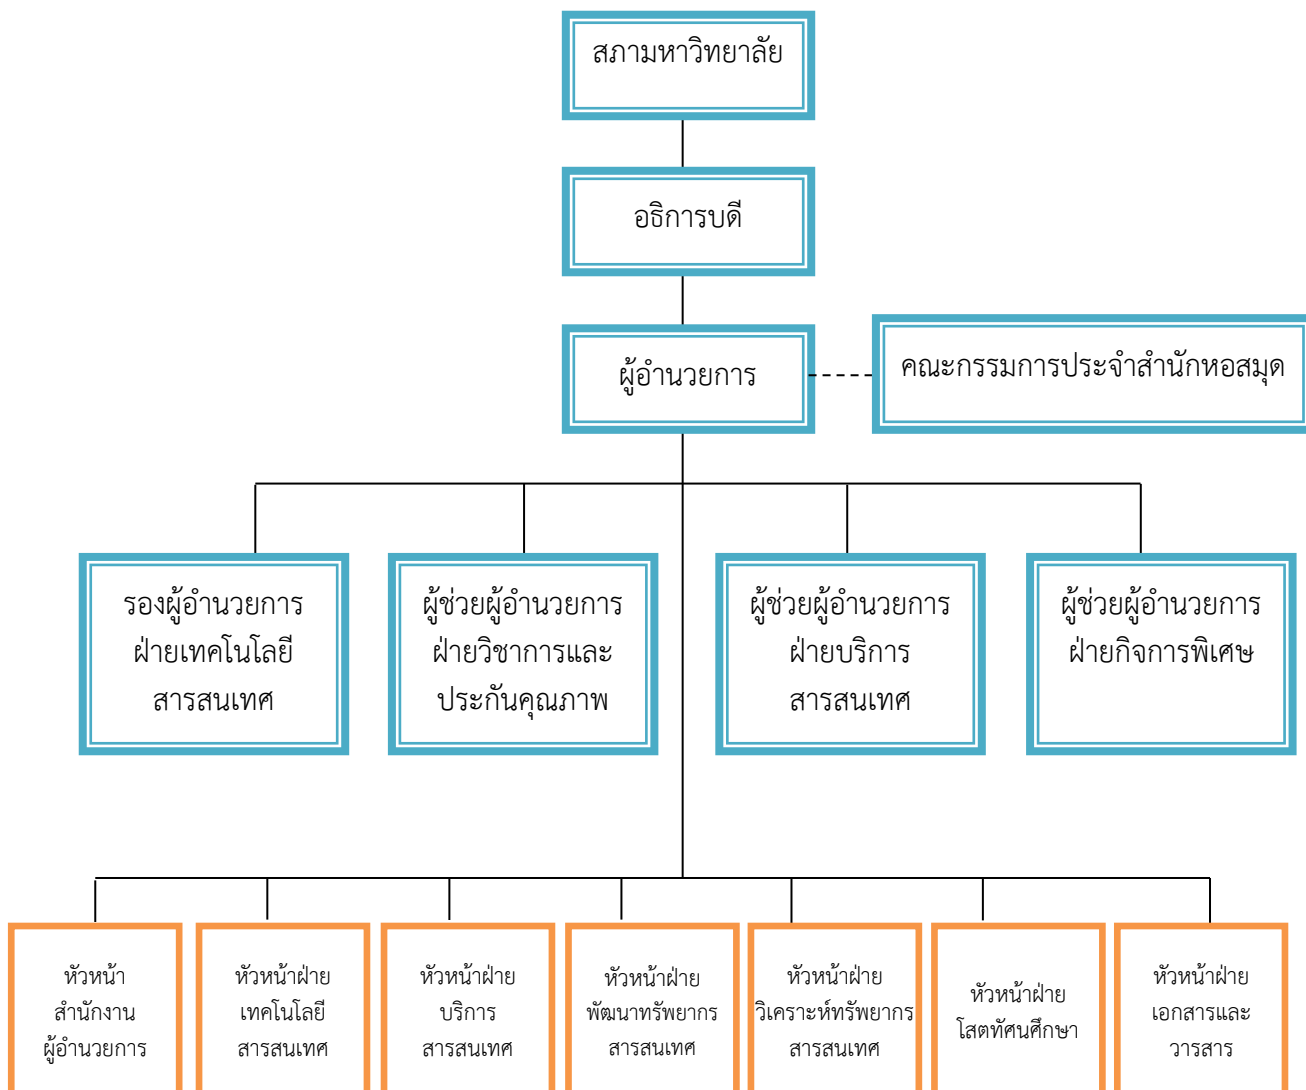 สภามหาวิทยาลัย
อธิการบดี
ผู้อำนวยการ
คณะกรรมการประจำสำนักหอสมุด
รองผู้อำนวยการ
ฝ่ายเทคโนโลยี
สารสนเทศ
ผู้ช่วยผู้อำนวยการ
ฝ่ายวิชาการและ
ประกันคุณภาพ
ผู้ช่วยผู้อำนวยการ
ฝ่ายบริการ
สารสนเทศ
ผู้ช่วยผู้อำนวยการ
ฝ่ายกิจการพิเศษ
หัวหน้า
สำนักงาน
ผู้อำนวยการ
หัวหน้าฝ่าย
เทคโนโลยี
สารสนเทศ
หัวหน้าฝ่าย
บริการ
สารสนเทศ
หัวหน้าฝ่าย
พัฒนาทรัพยากร
สารสนเทศ
หัวหน้าฝ่าย
วิเคราะห์ทรัพยากร
สารสนเทศ
หัวหน้าฝ่าย
โสตทัศนศึกษา
หัวหน้าฝ่าย
เอกสารและ
วารสาร